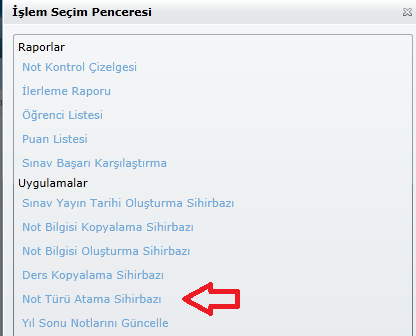 İşlem Seçim Penceresi
Raporlar
Not Kontrol Çizelgesi
İlerleme Raporu
Öğrenci Listesi
Puan Listesi
Sınav Başarı Karşılaştırma
Uygulamalar
Sınav Yayın Tarihi Oluşturma Sihirbazı
Not Bilgisi Kopyalama Sihirbazı
Not Bilgisi Oluşturma Sihirbazı
Ders Kopyalama Sihirbazı
Not Türü Atama Sihirbazı
Yıl Sonu Notlarını Güncelle